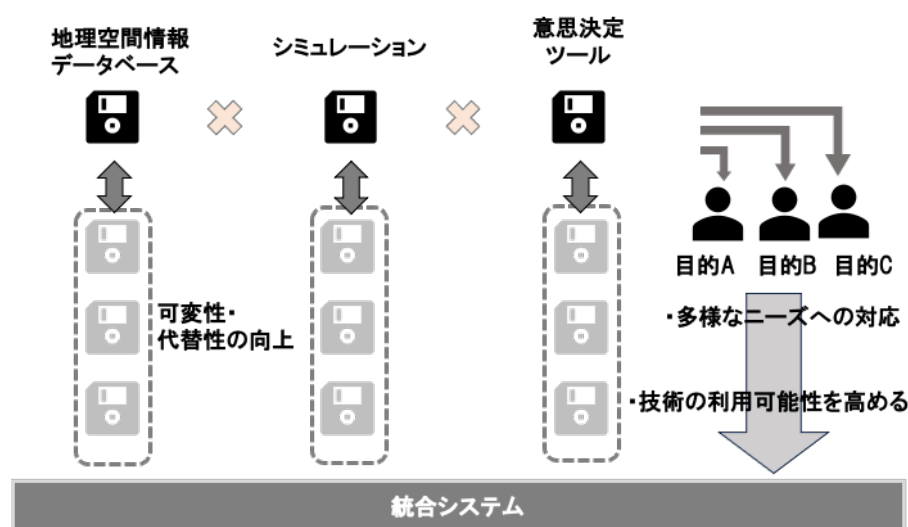 地理空間情報
データベース
シミュレーション
意思決定
ツール
目的A
目的B
目的C
可変性・
代替性の向上
・多様なニーズへの対応
・技術の利用可能性を高める
統合システム